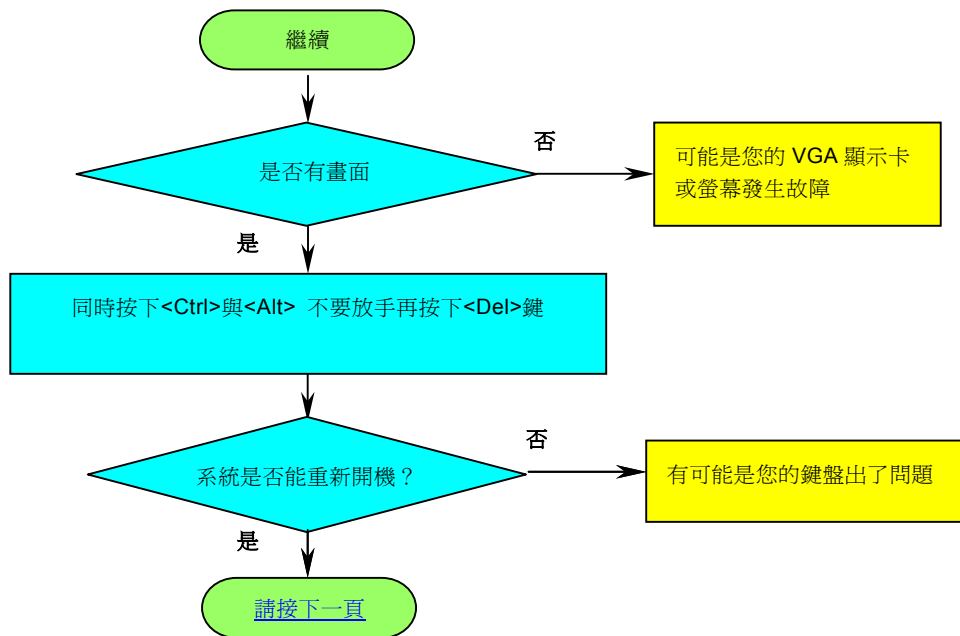 繼續
是否有畫面
否
可能是您的 VGA 顯示卡
或螢幕發生故障
是
同時按下<Ctrl>與<Alt> 不要放手再按下<Del>鍵
系統是否能重新開機？
否
有可能是您的鍵盤出了問題
是
請接下一頁